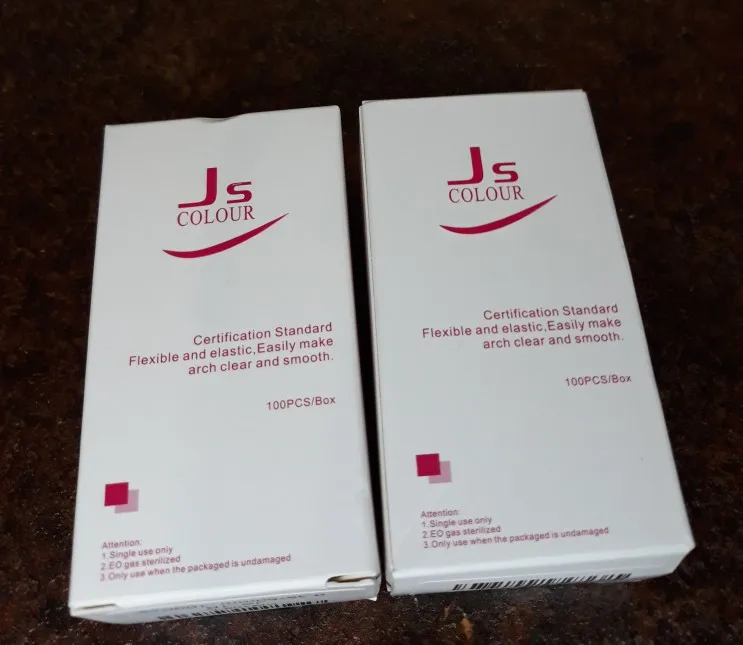 Js
COLOUR
Certification Standard
Flexible and elastic,Easily make
arch clear and smooth.
100PCS/Box
Attention:
1.Single use only
2.EO gas sterilized
3.Only use when the packaged is undamaged
Js
COLOUR
Certification Standard
Flexible and elastic,Easily make
arch clear and smooth.
100PCS/Box
Attention:
1.Single use only
2.EO gas sterilized
3.Only use when the packaged is undamaged